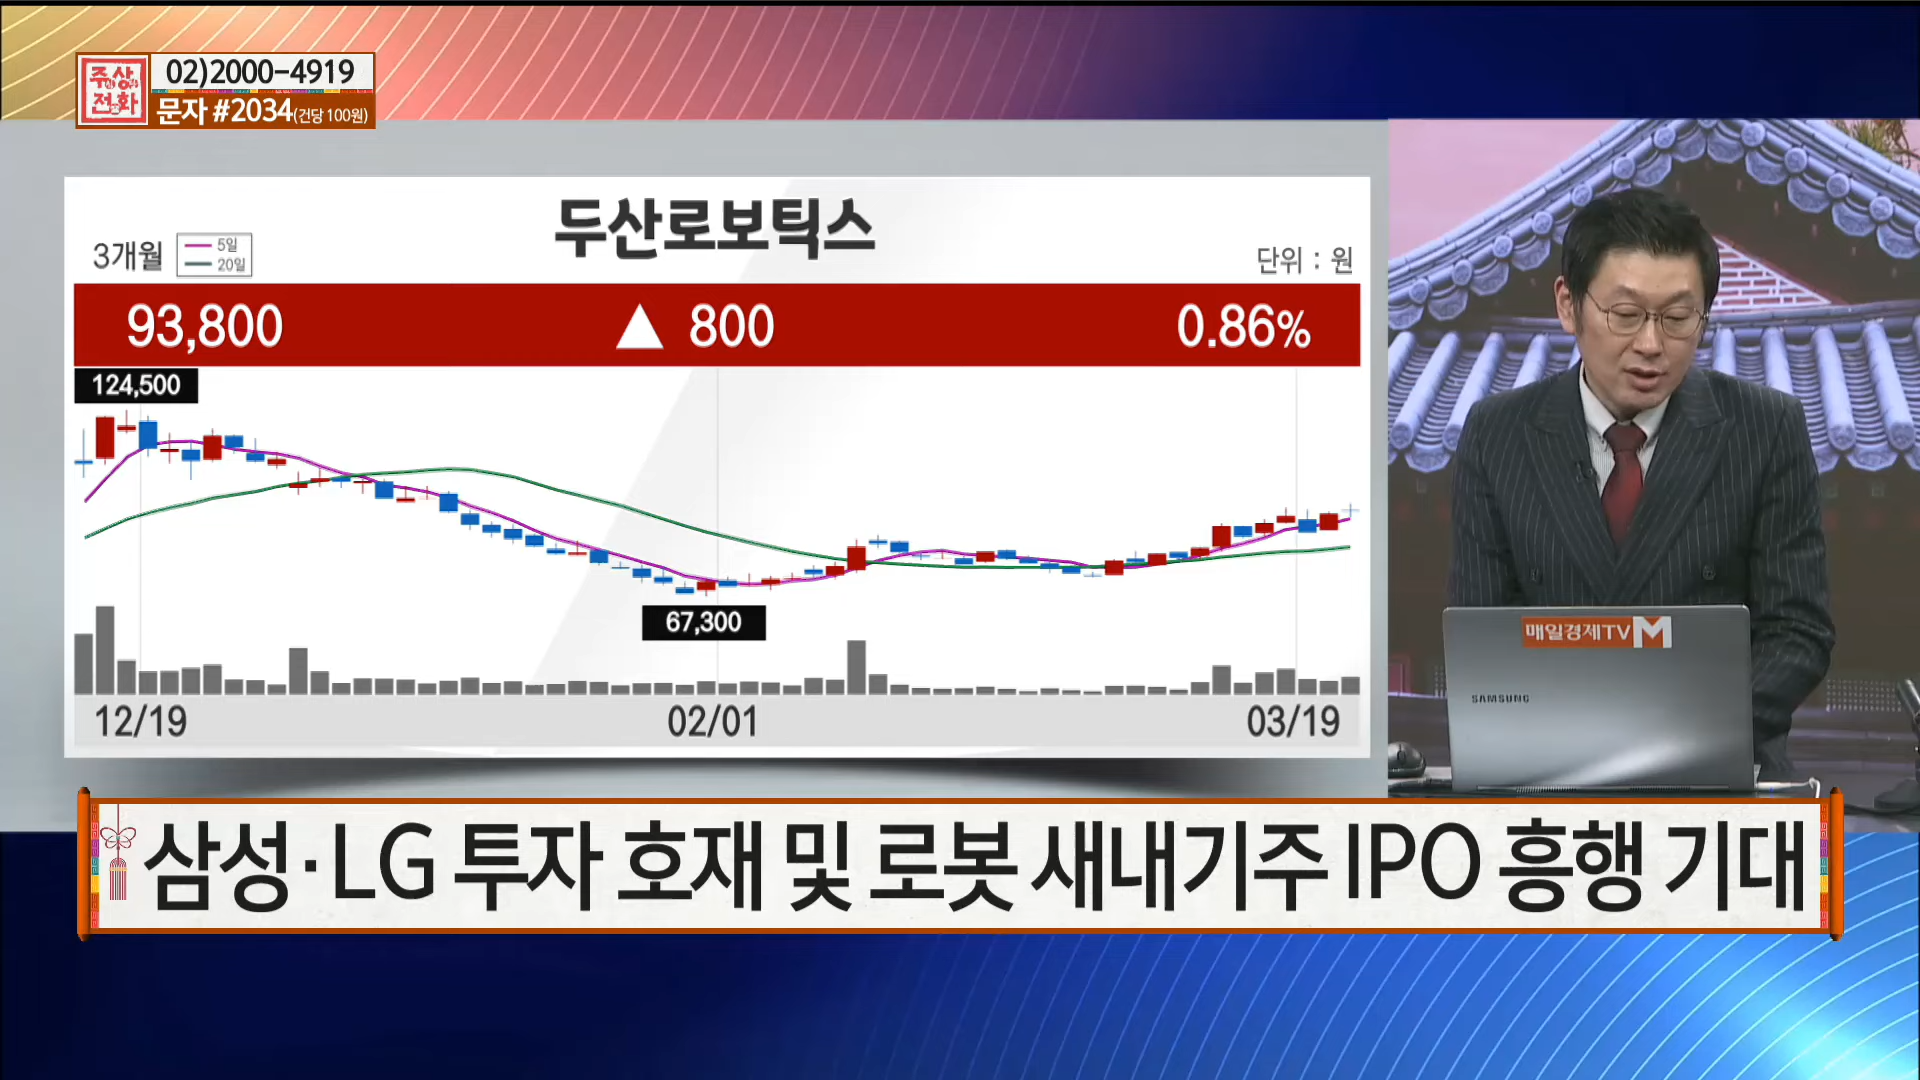 주상
전화
02)2000-4919
문자 #2034(건당 100원)
두산로보틱스
3개월
5일
20일
단위 : 원
93,800 ▲ 800 0.86%
124,500
67,300
12/19 02/01 03/19
매일경제TV M
SAMSUNG
삼성·LG 투자 호재 및 로봇 새내기주 IPO 흥행 기대